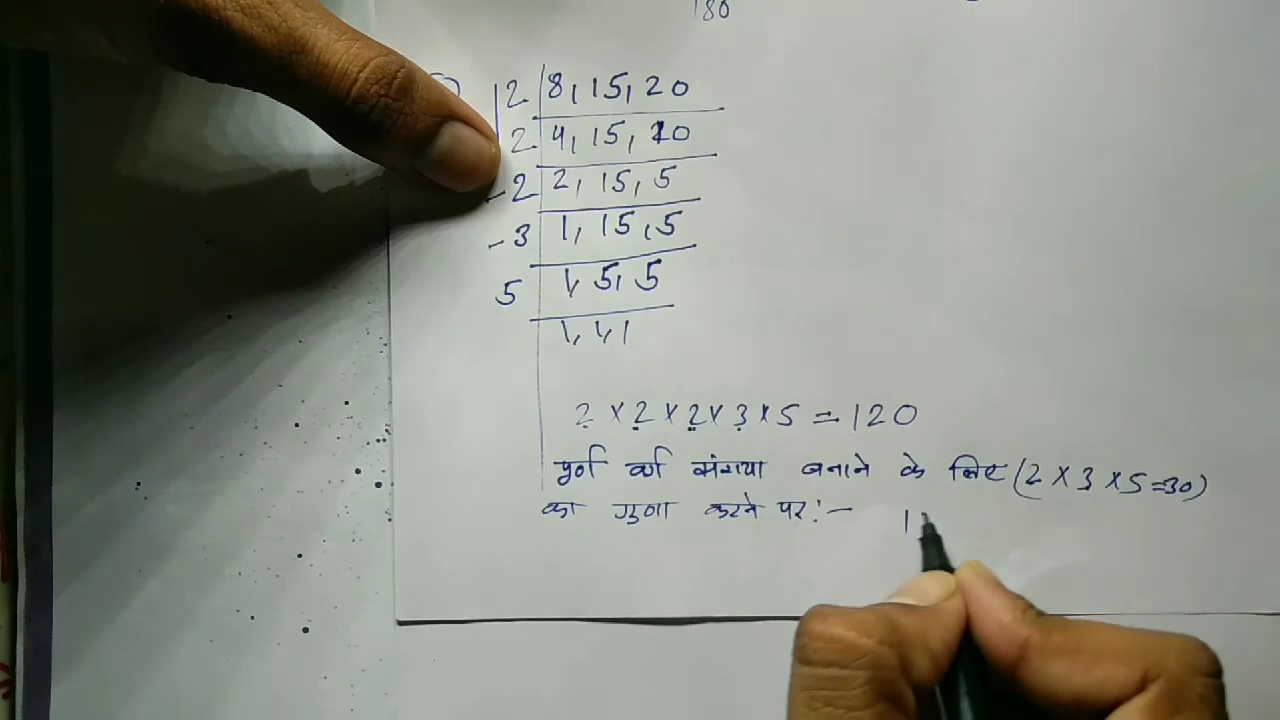 180
2 | 8, 15, 20
2 | 4, 15, 10
2 | 2, 15, 5
3 | 1, 15, 5
5 | 1, 5, 5
1, 1, 1
2 x 2 x 2 x 3 x 5 = 120
पूर्ण वर्ग संख्या बनाने के लिए (2 x 3 x 5 = 30)
का गुणा करने पर :- 1